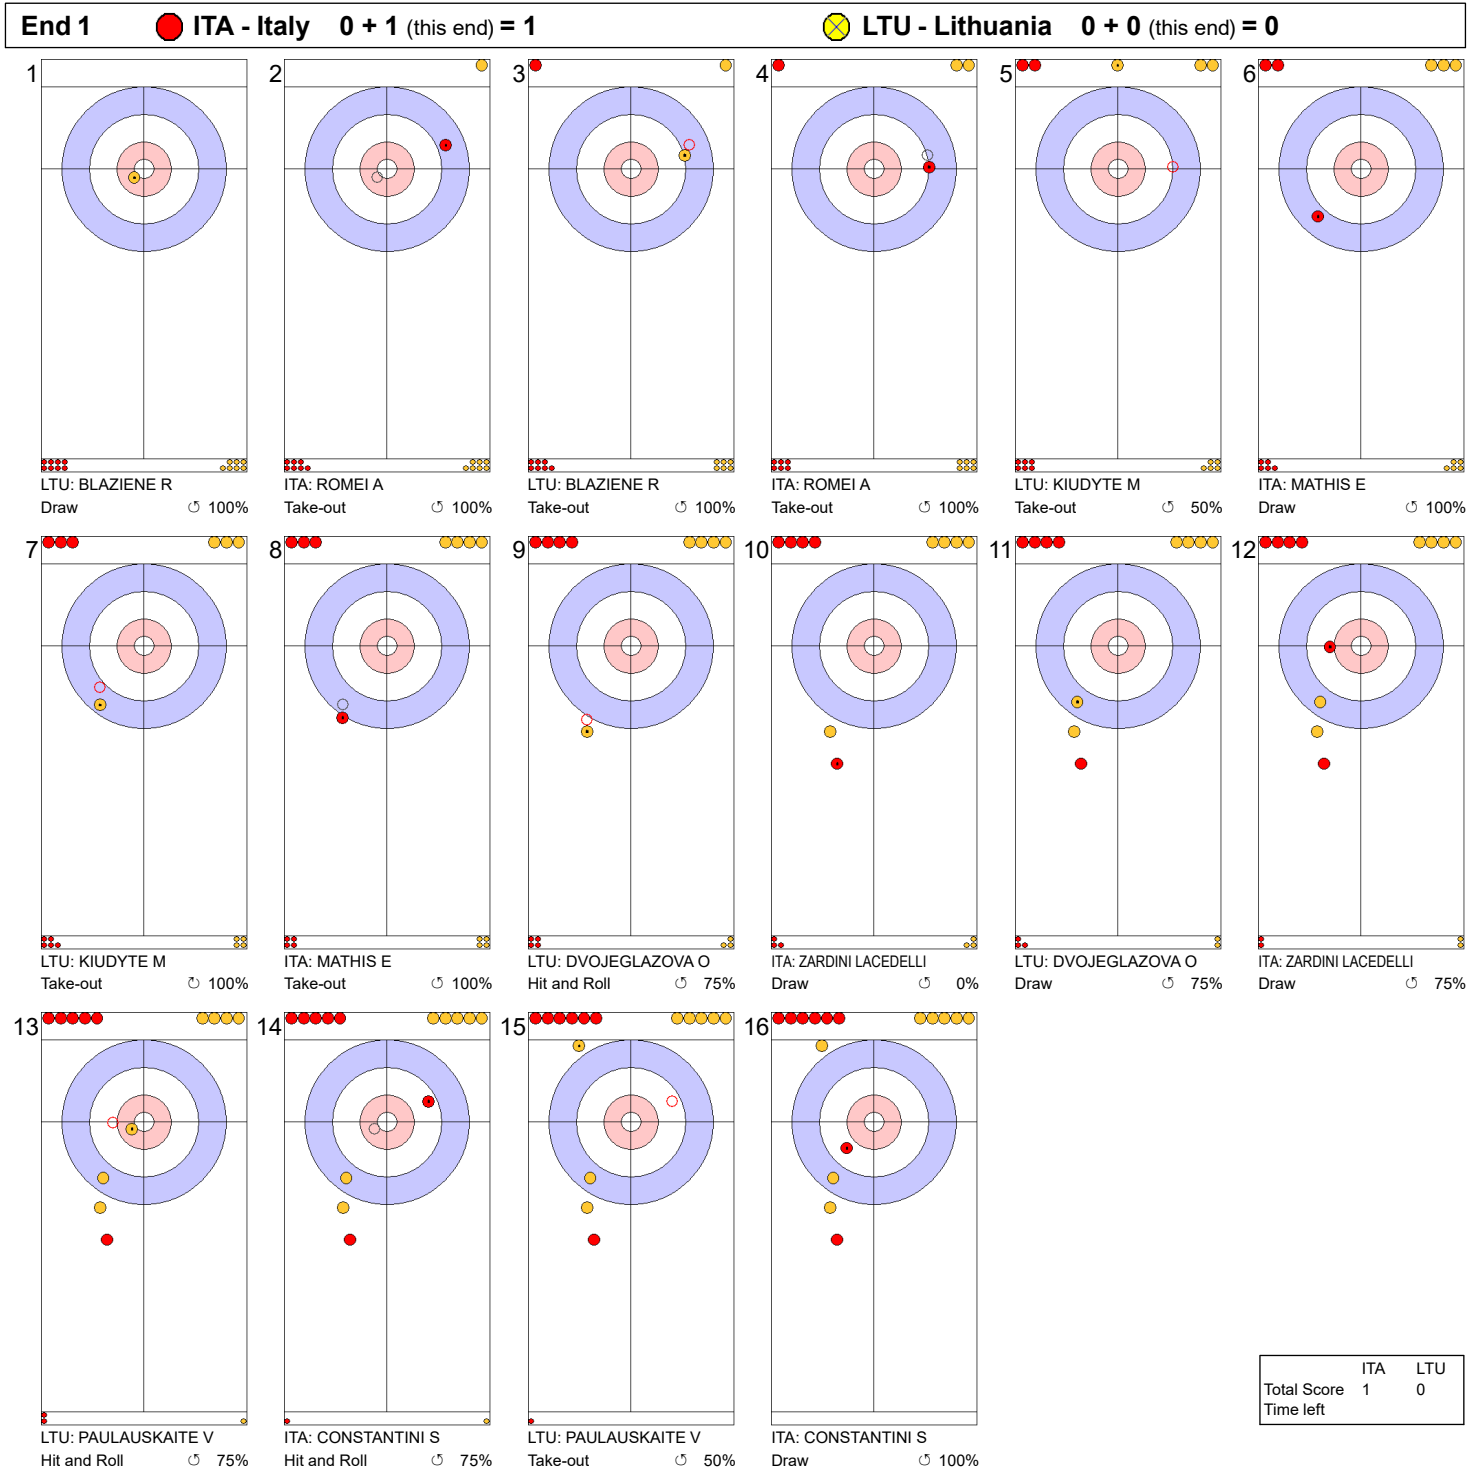 End 1 ITA - Italy 0 + 1 (this end) = 1 LTU - Lithuania 0 + 0 (this end) = 0
1 2 3 4 5 6
LTU: BLAZIENE R ITA: ROMEI A LTU: BLAZIENE R ITA: ROMEI A LTU: KIUDYTE M ITA: MATHIS E
Draw 100% Take-out 100% Take-out 100% Take-out 100% Take-out 50% Draw 100%
7 8 9 10 11 12
LTU: KIUDYTE M ITA: MATHIS E LTU: DVOJEGLAZOVA O ITA: ZARDINI LACEDELLI LTU: DVOJEGLAZOVA O ITA: ZARDINI LACEDELLI
Take-out 100% Take-out 100% Hit and Roll 75% Draw 0% Draw 75% Draw 75%
13 14 15 16
LTU: PAULAUSKAITE V ITA: CONSTANTINI S LTU: PAULAUSKAITE V ITA: CONSTANTINI S
Hit and Roll 75% Hit and Roll 75% Take-out 50% Draw 100%
ITA LTU
Total Score 1 0
Time left